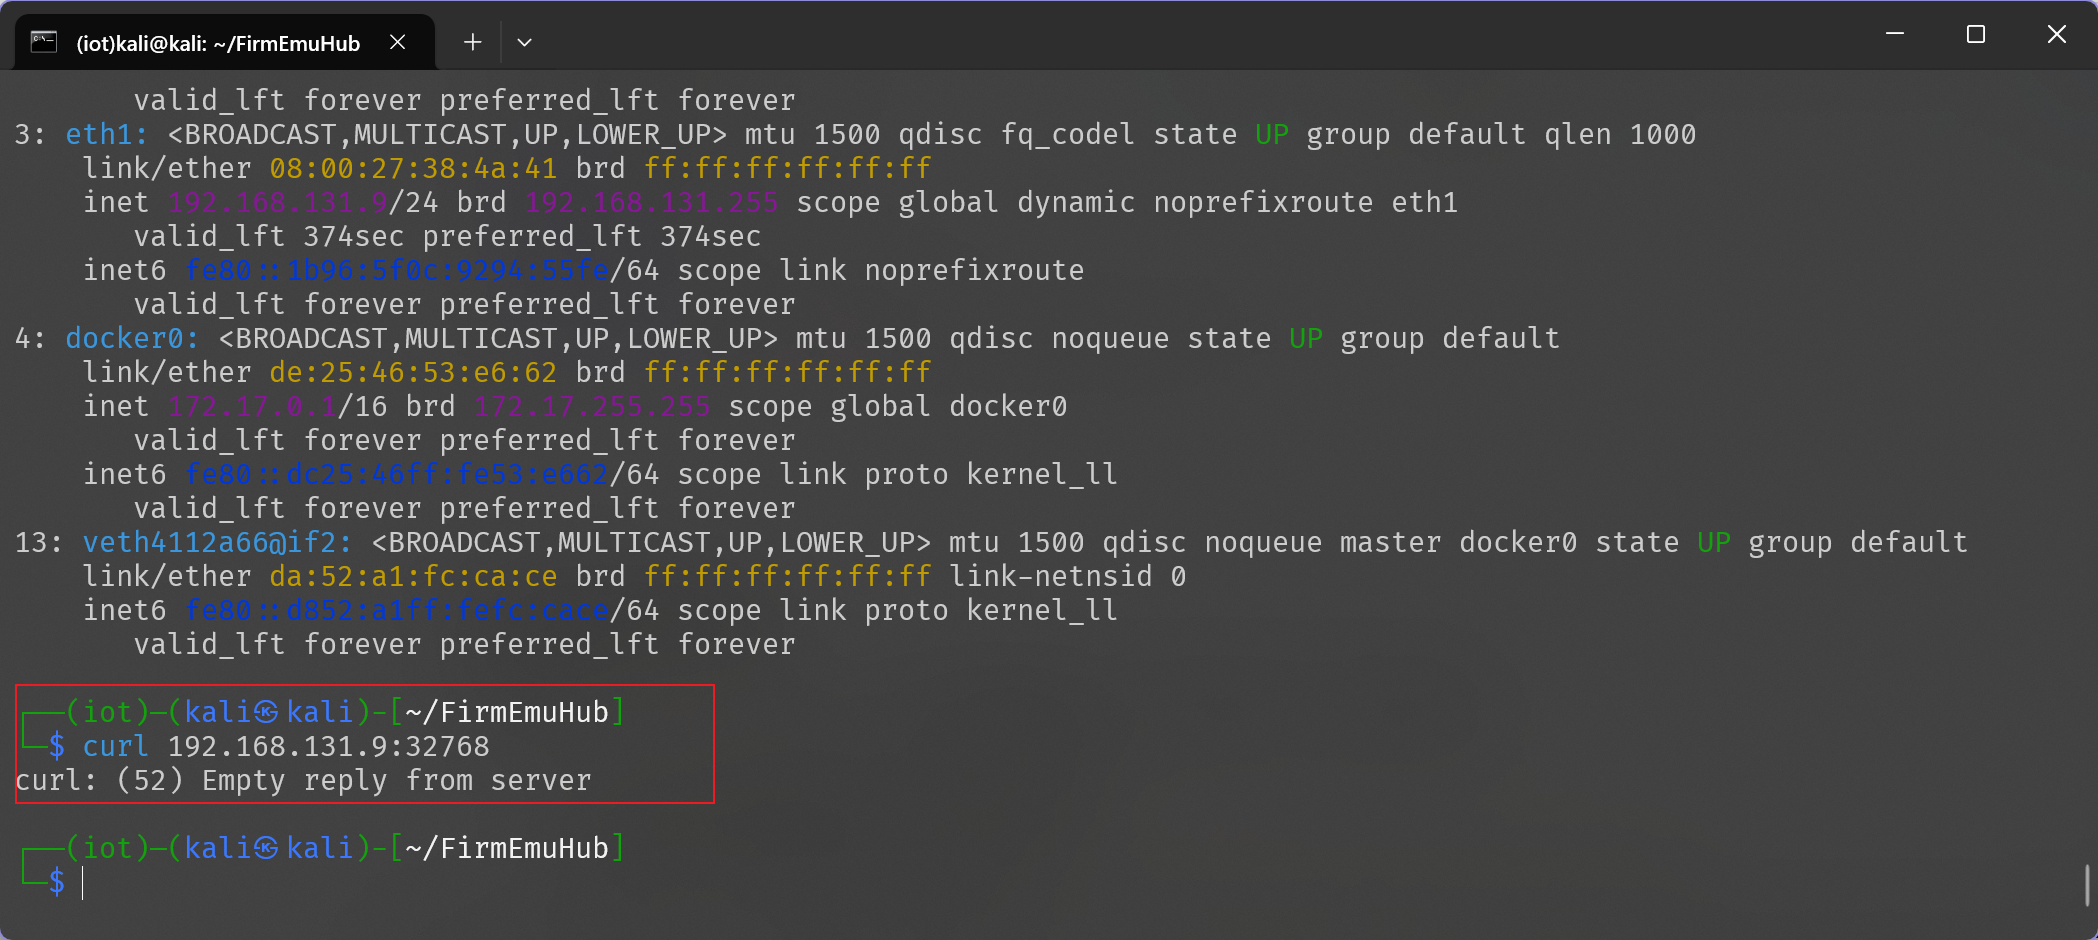 (iot)kali@kali: ~/FirmEmuHub
valid_lft forever preferred_lft forever
3: eth1: <BROADCAST,MULTICAST,UP,LOWER_UP> mtu 1500 qdisc fq_codel state UP group default qlen 1000
link/ether 08:00:27:38:4a:41 brd ff:ff:ff:ff:ff:ff
inet 192.168.131.9/24 brd 192.168.131.255 scope global dynamic noprefixroute eth1
valid_lft 374sec preferred_lft 374sec
inet6 fe80::1b96:5f0c:9294:55fe/64 scope link noprefixroute
valid_lft forever preferred_lft forever
4: docker0: <BROADCAST,MULTICAST,UP,LOWER_UP> mtu 1500 qdisc noqueue state UP group default
link/ether de:25:46:53:e6:62 brd ff:ff:ff:ff:ff:ff
inet 172.17.0.1/16 brd 172.17.255.255 scope global docker0
valid_lft forever preferred_lft forever
inet6 fe80::dc25:46ff:fe53:e662/64 scope link proto kernel_ll
valid_lft forever preferred_lft forever
13: veth4112a66@if2: <BROADCAST,MULTICAST,UP,LOWER_UP> mtu 1500 qdisc noqueue master docker0 state UP group default
link/ether da:52:a1:fc:ca:ce brd ff:ff:ff:ff:ff:ff link-netnsid 0
inet6 fe80::d852:a1ff:fefc:cace/64 scope link proto kernel_ll
valid_lft forever preferred_lft forever
┌──(iot)─(kali㉿kali)-[~/FirmEmuHub]
└─$ curl 192.168.131.9:32768
curl: (52) Empty reply from server
┌──(iot)─(kali㉿kali)-[~/FirmEmuHub]
└─$